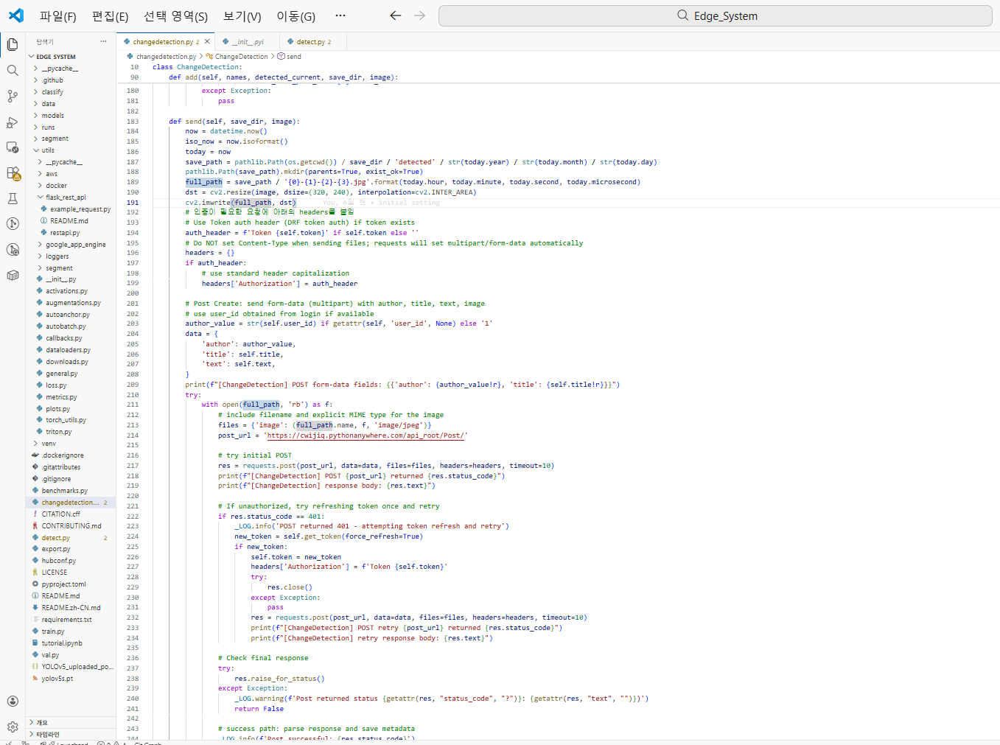 파일(F) 편집(E) 선택 영역(S) 보기(V) 이동(G) ··· Edge_System
탐색기 ···
EDGE SYSTEM
__pycache__
.github
classify
data
models
runs
segment
utils
__pycache__
aws
docker
flask_rest_api
example_request.py
README.md
restapi.py
google_app_engine
loggers
segment
__init__.py
activations.py
augmentations.py
autoanchor.py
autobatch.py
callbacks.py
dataloaders.py
downloads.py
general.py
loss.py
metrics.py
plots.py
torch_utils.py
triton.py
venv
.dockerignore
.gitattributes
.gitignore
benchmarks.py
changedetection.... 2
CITATION.cff
CONTRIBUTING.md
detect.py 2
export.py
hubconf.py
LICENSE
pyproject.toml
README.md
README.zh-CN.md
requirements.txt
train.py
tutorial.ipynb
val.py
YOLOv5_uploaded_po...
yolov5s.pt
개요
타임라인
changedetection.py 2 __init__.pyi detect.py 2
changedetection.py > ChangeDetection > send
10 class ChangeDetection:
90 def add(self, names, detected_current, save_dir, image):
180 except Exception:
181 pass
182
183 def send(self, save_dir, image):
184 now = datetime.now()
185 iso_now = now.isoformat()
186 today = now
187 save_path = pathlib.Path(os.getcwd()) / save_dir / 'detected' / str(today.year) / str(today.month) / str(today.day)
188 pathlib.Path(save_path).mkdir(parents=True, exist_ok=True)
189 full_path = save_path / '{0}-{1}-{2}-{3}.jpg'.format(today.hour, today.minute, today.second, today.microsecond)
190 dst = cv2.resize(image, dsize=(320, 240), interpolation=cv2.INTER_AREA)
191 cv2.imwrite(full_path, dst) You, 6일 전 • initial setting
192 # 인증이 필요한 요청에 아래의 headers를 붙임
193 # Use Token auth header (DRF token auth) if token exists
194 auth_header = f'Token {self.token}' if self.token else ''
195 # Do NOT set Content-Type when sending files; requests will set multipart/form-data automatically
196 headers = {}
197 if auth_header:
198 # use standard header capitalization
199 headers['Authorization'] = auth_header
200
201 # Post Create: send form-data (multipart) with author, title, text, image
202 # use user_id obtained from login if available
203 author_value = str(self.user_id) if getattr(self, 'user_id', None) else '1'
204 data = {
205 'author': author_value,
206 'title': self.title,
207 'text': self.text,
208 }
209 print(f"[ChangeDetection] POST form-data fields: {{'author': {author_value!r}, 'title': {self.title!r}}}")
210 try:
211 with open(full_path, 'rb') as f:
212 # include filename and explicit MIME type for the image
213 files = {'image': (full_path.name, f, 'image/jpeg')}
214 post_url = 'https://cwijiq.pythonanywhere.com/api_root/Post/'
215
216 # try initial POST
217 res = requests.post(post_url, data=data, files=files, headers=headers, timeout=10)
218 print(f"[ChangeDetection] POST {post_url} returned {res.status_code}")
219 print(f"[ChangeDetection] response body: {res.text}")
220
221 # If unauthorized, try refreshing token once and retry
222 if res.status_code == 401:
223 _LOG.info('POST returned 401 - attempting token refresh and retry')
224 new_token = self.get_token(force_refresh=True)
225 if new_token:
226 self.token = new_token
227 headers['Authorization'] = f'Token {self.token}'
228 try:
229 res.close()
230 except Exception:
231 pass
232 res = requests.post(post_url, data=data, files=files, headers=headers, timeout=10)
233 print(f"[ChangeDetection] POST retry {post_url} returned {res.status_code}")
234 print(f"[ChangeDetection] retry response body: {res.text}")
235
236 # Check final response
237 try:
238 res.raise_for_status()
239 except Exception:
240 _LOG.warning(f'Post returned status {getattr(res, "status_code", "?")}: {getattr(res, "text", "")})')
241 return False
242
243 # success path: parse response and save metadata
244 _LOG.info(f'Post successful: {res.status_code}')